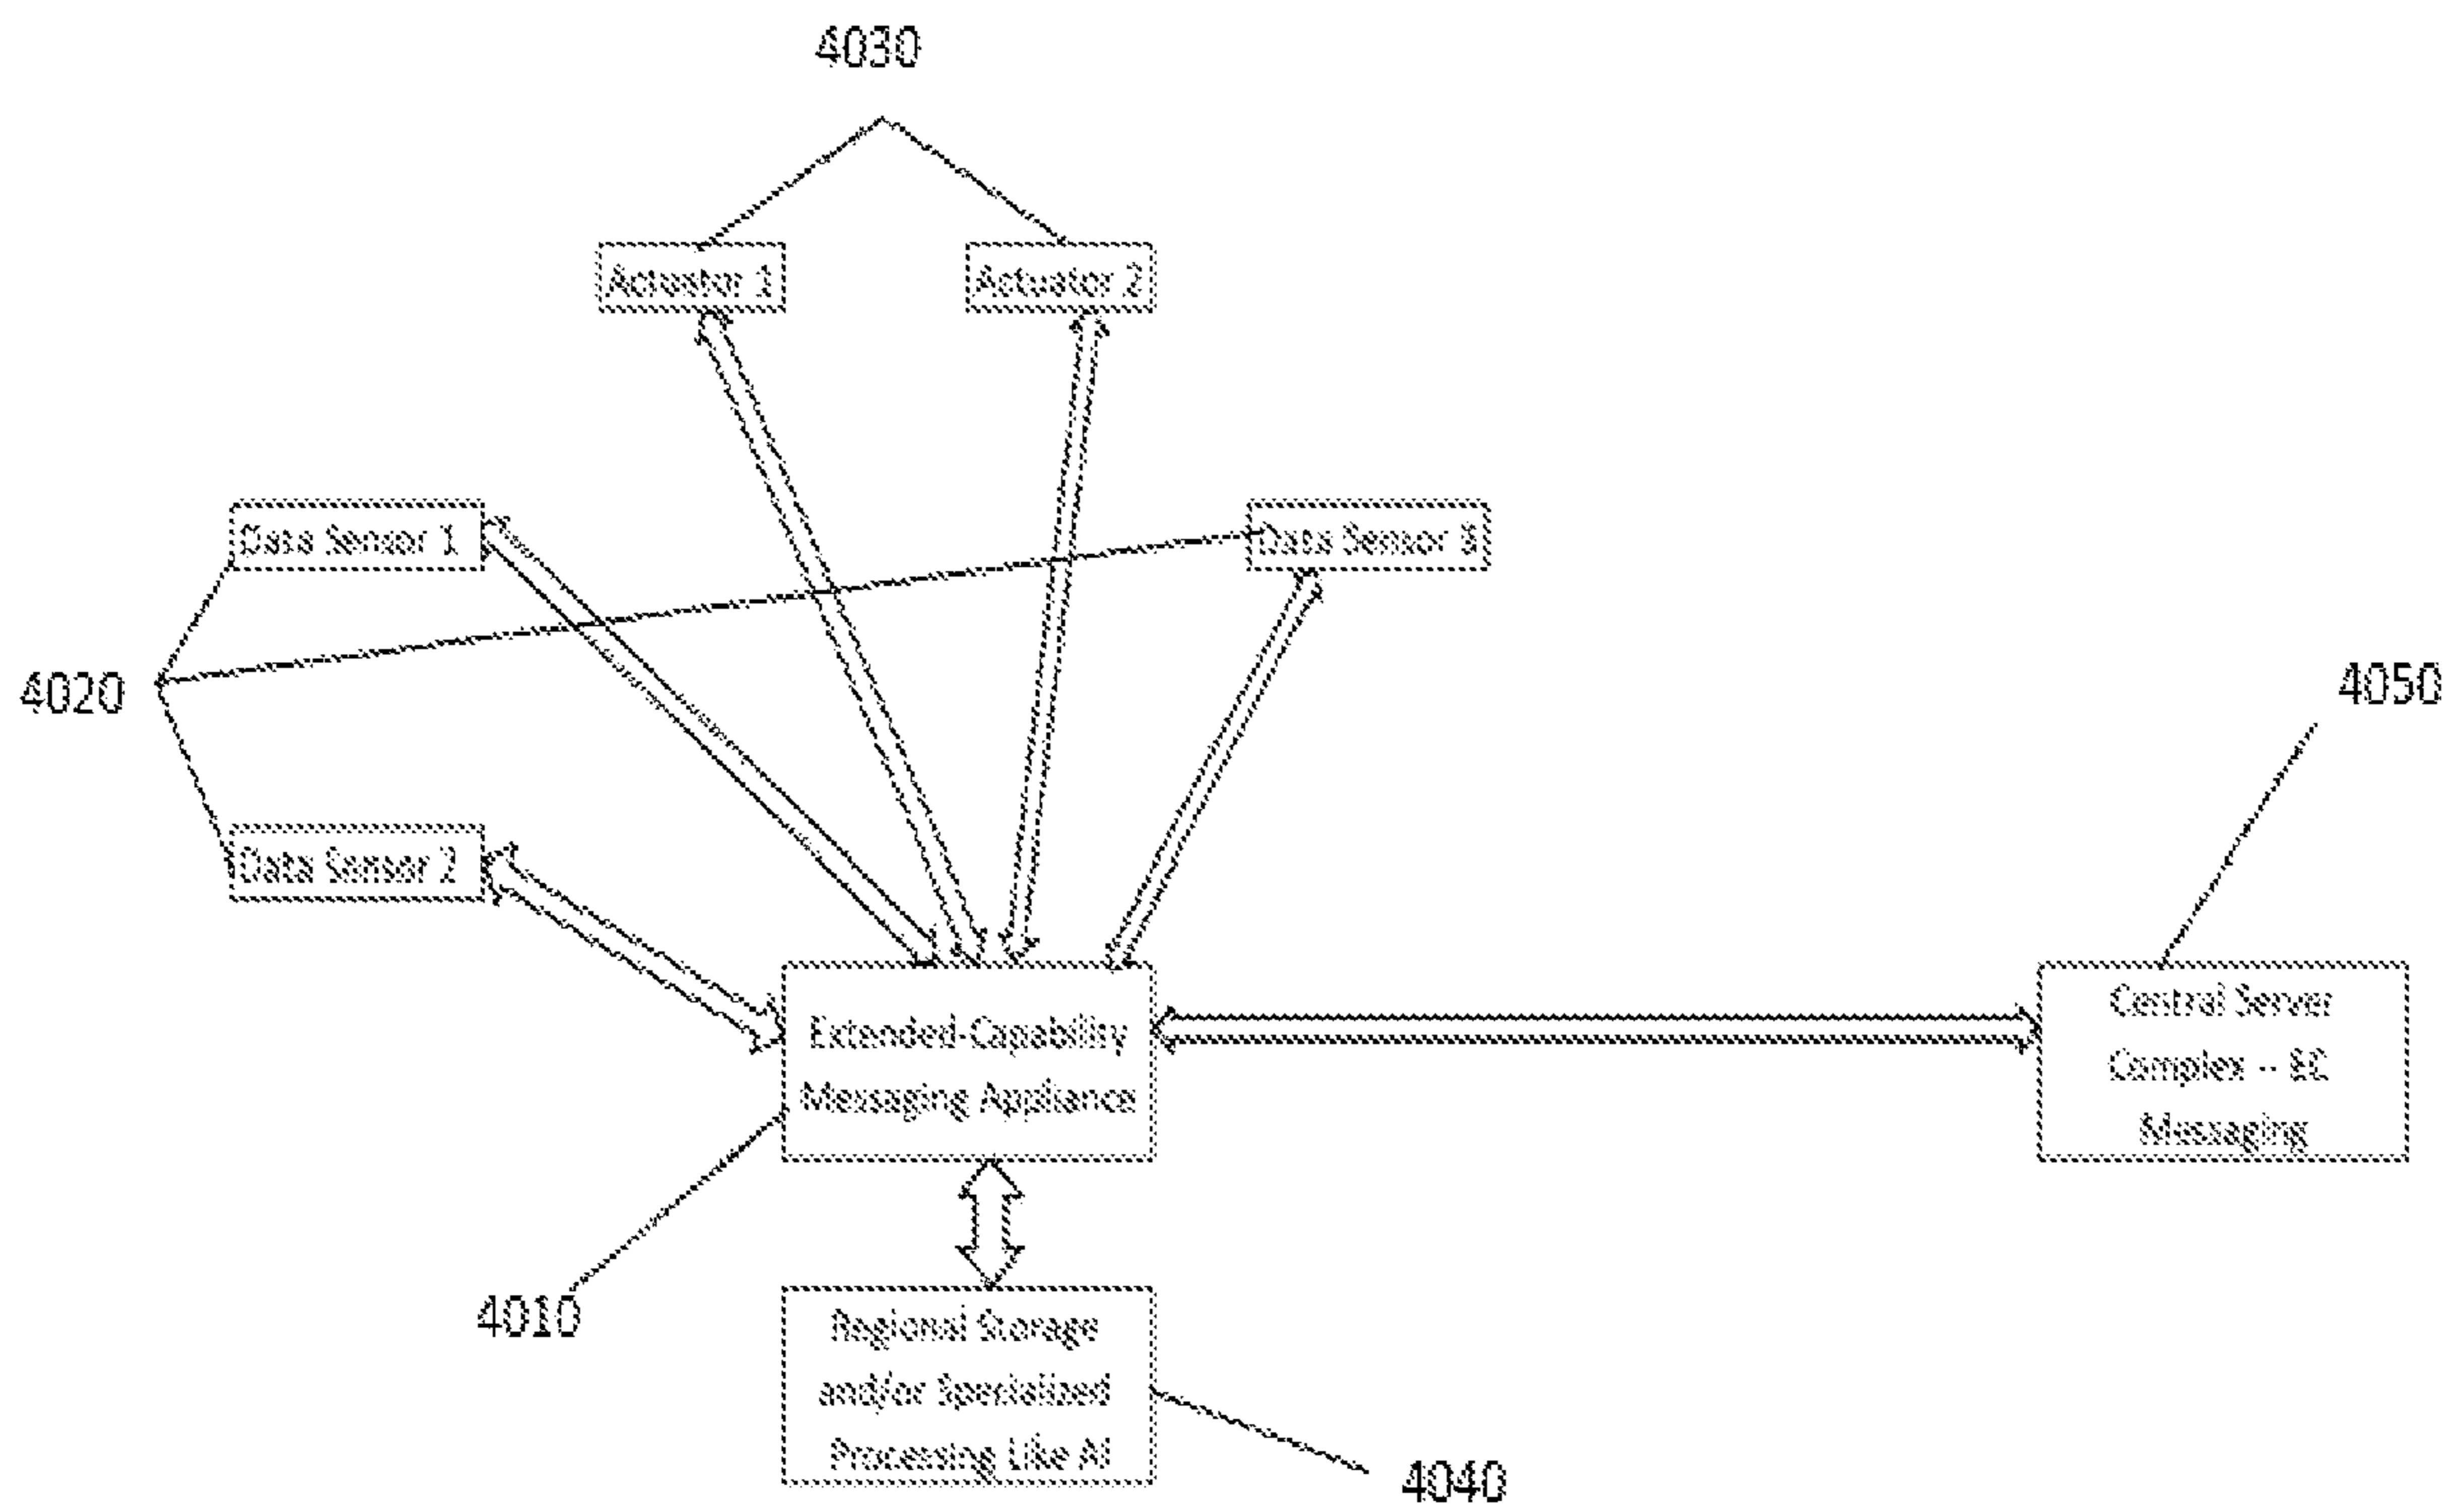 4030
Actuator 1
Actuator 2
Data Sensor 1
Data Sensor 3
4020
4050
Data Sensor 2
Extended-Capability
Messaging Appliance
Central Server
Complex -- EC
Messaging
4010
Regional Storage
and/or Specialized
Processing Like AI
4040